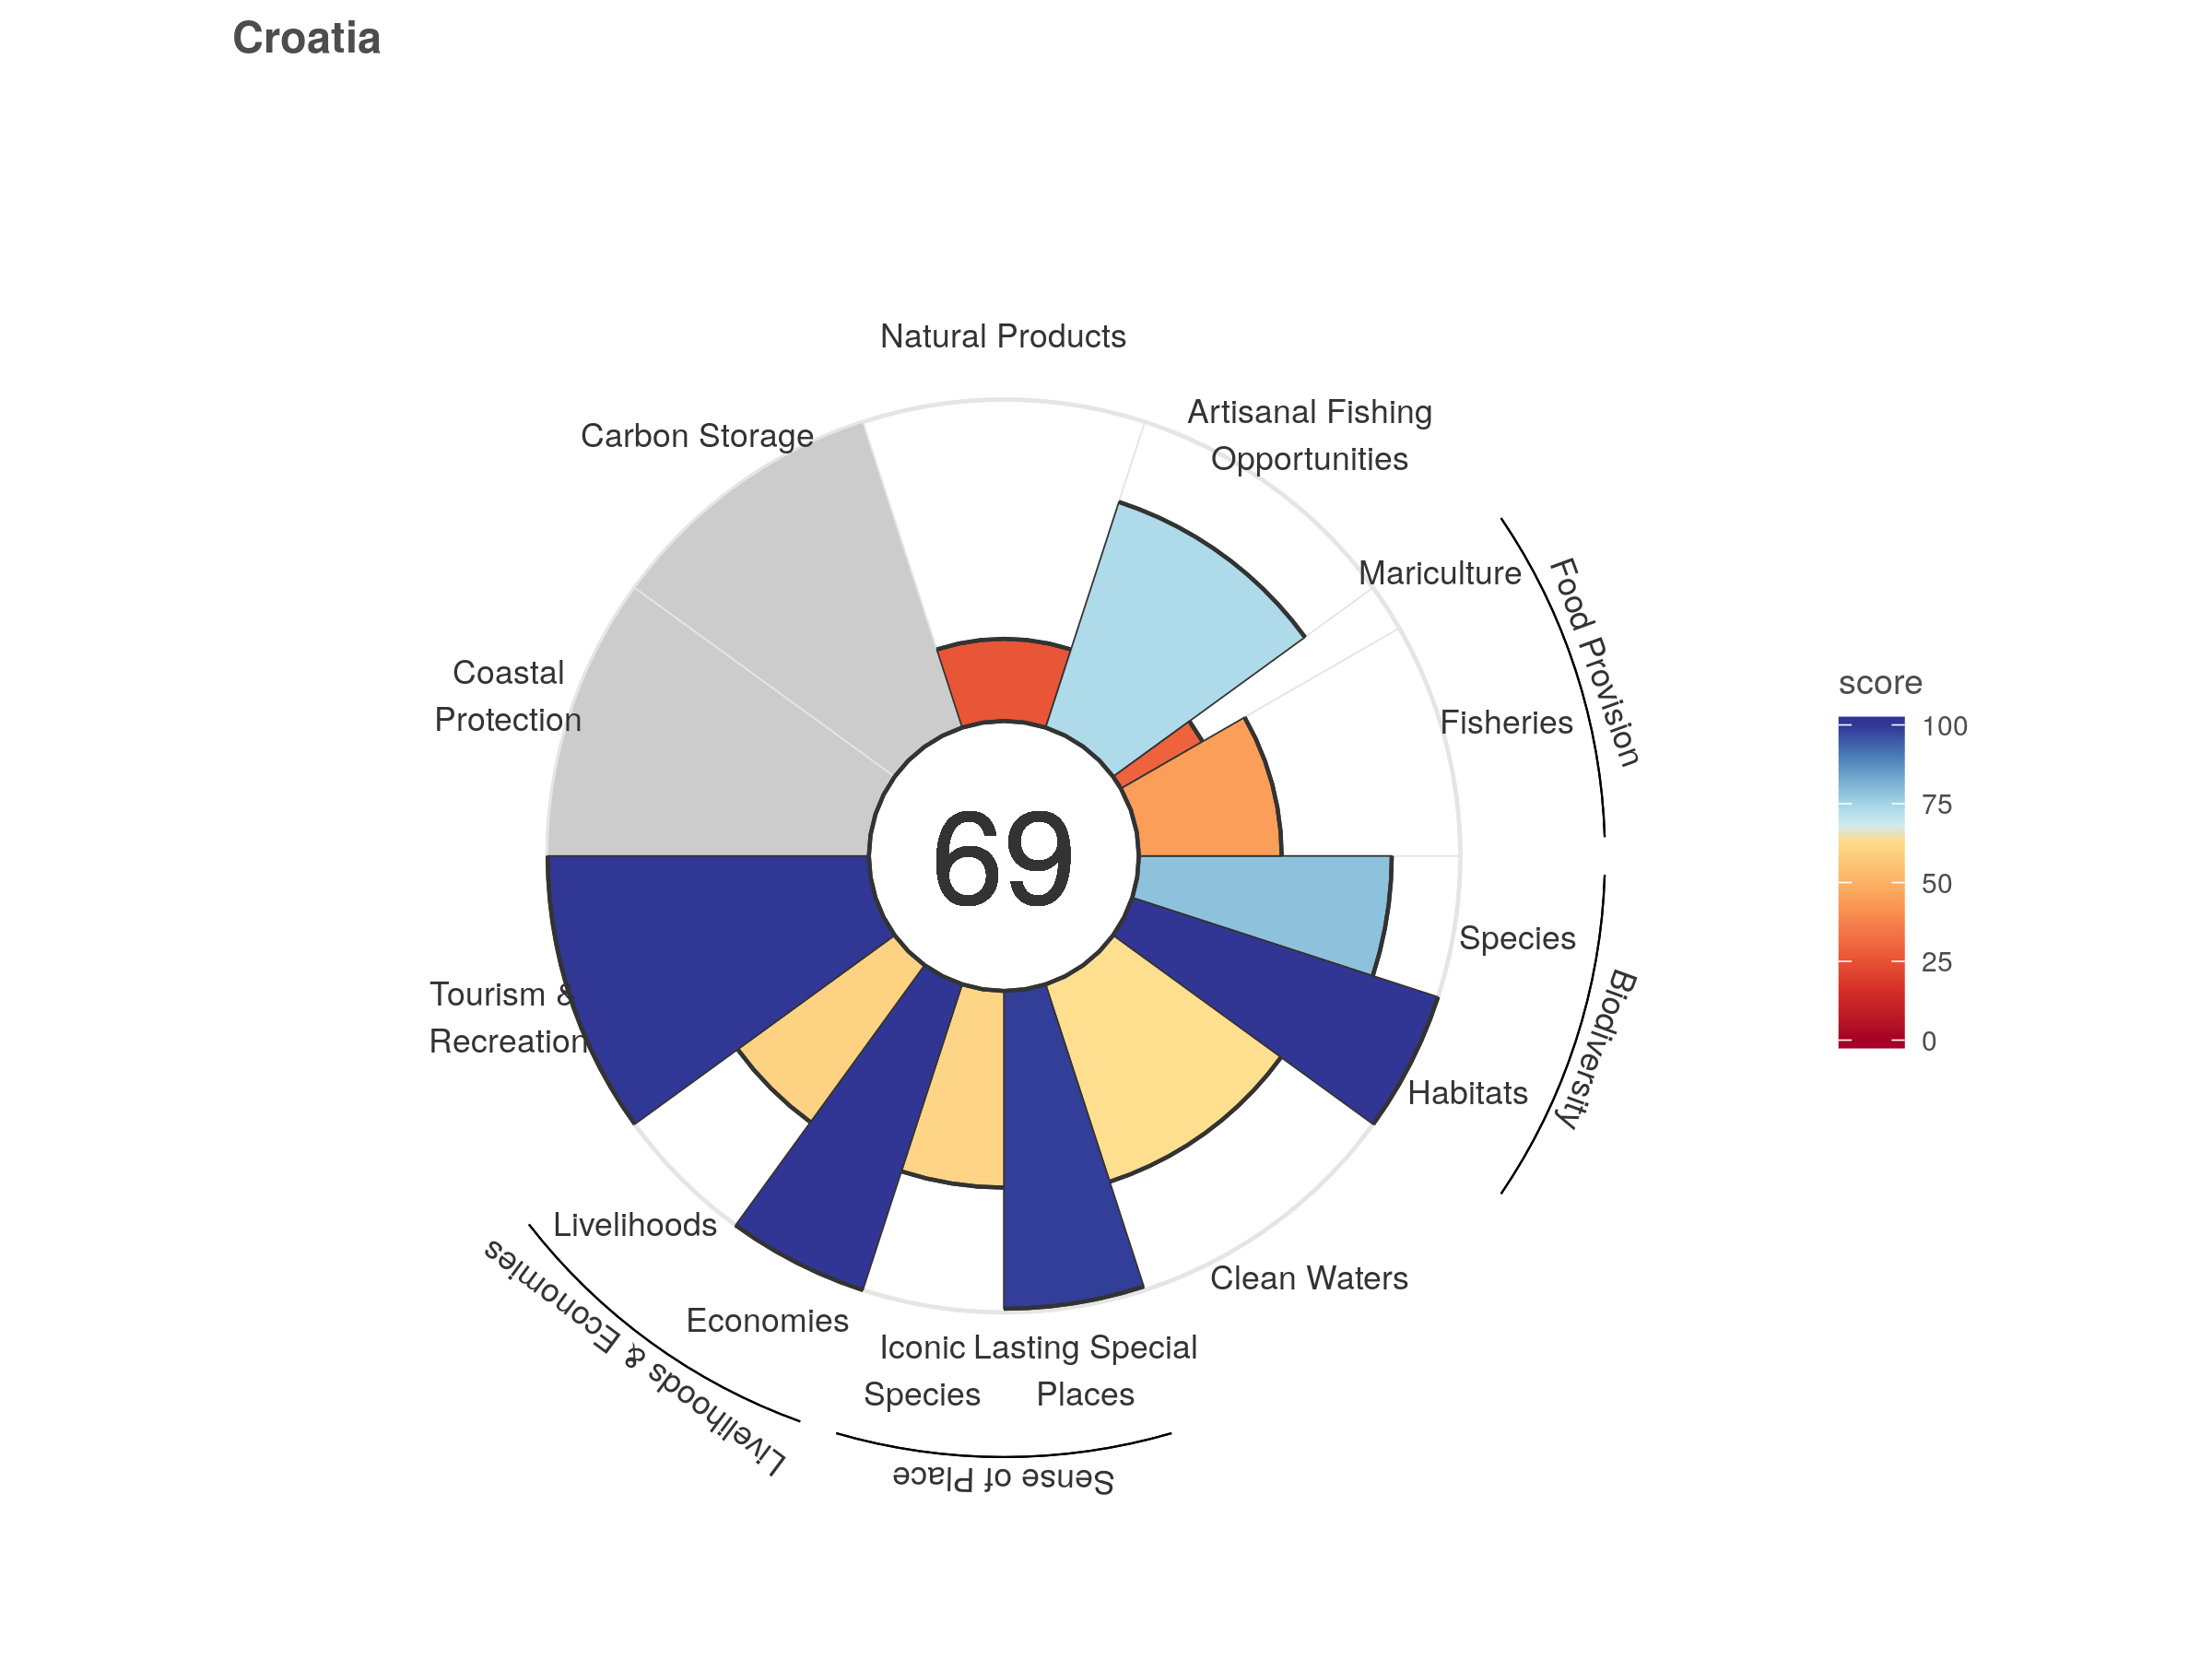 Croatia
Natural Products
Artisanal Fishing
Opportunities
Carbon Storage
Mariculture
Food Provision
Fisheries
Coastal
Protection
69
Species
Biodiversity
Habitats
Tourism &
Recreation
Livelihoods
Livelihoods & Economies
Economies
Clean Waters
Iconic
Species
Lasting Special
Places
Sense of Place
score
100
75
50
25
0